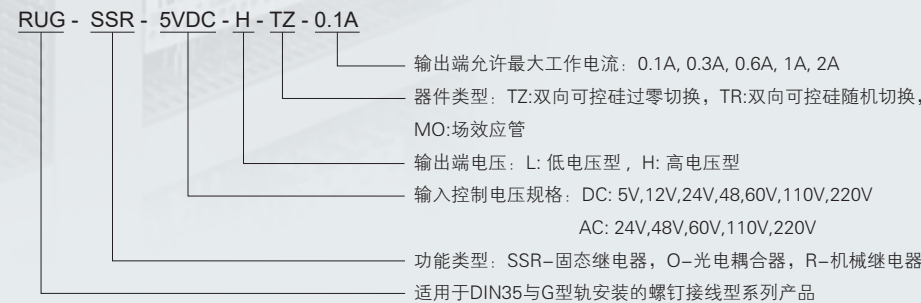 RUG - SSR - 5VDC - H - TZ - 0.1A
输出端允许最大工作电流：0.1A, 0.3A, 0.6A, 1A, 2A
器件类型：TZ:双向可控硅过零切换，TR:双向可控硅随机切换，
MO:场效应管
输出端电压：L: 低电压型 , H: 高电压型
输入控制电压规格：DC: 5V,12V,24V,48,60V,110V,220V
AC: 24V,48V,60V,110V,220V
功能类型：SSR–固态继电器，O–光电耦合器，R–机械继电器
适用于DIN35与G型轨安装的螺钉接线型系列产品